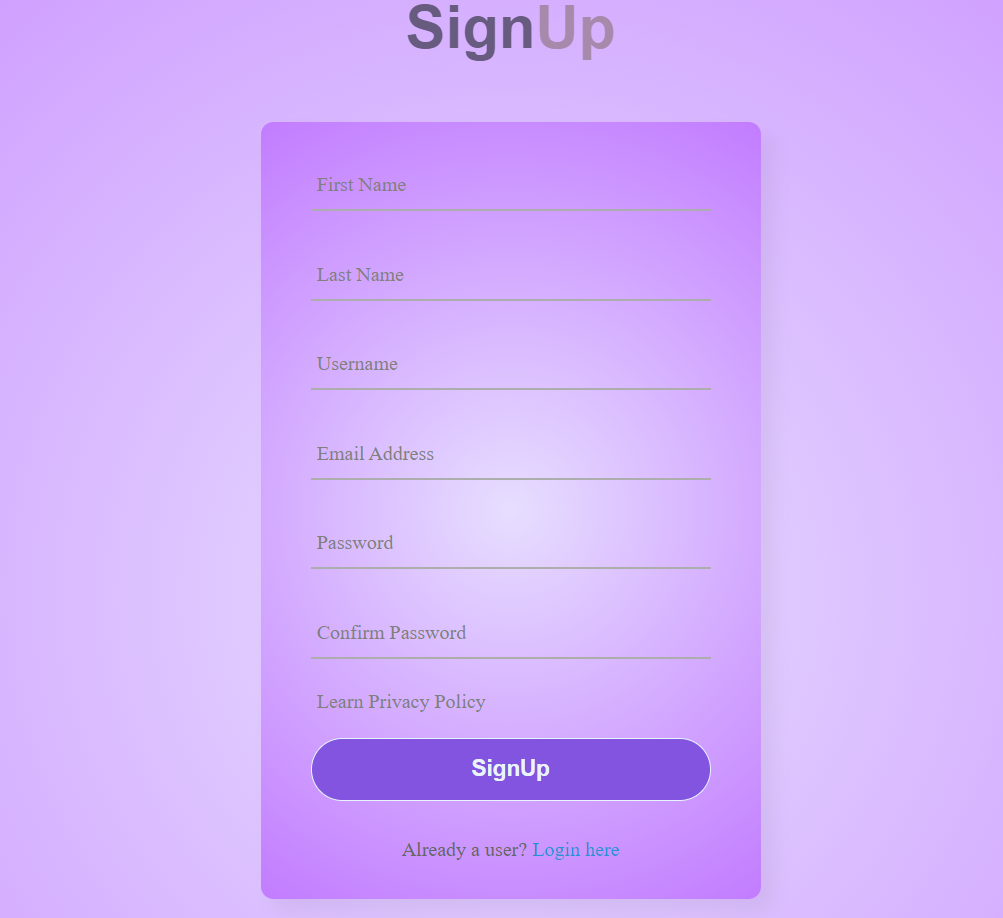 SignUp
First Name
Last Name
Username
Email Address
Password
Confirm Password
Learn Privacy Policy
SignUp
Already a user? Login here